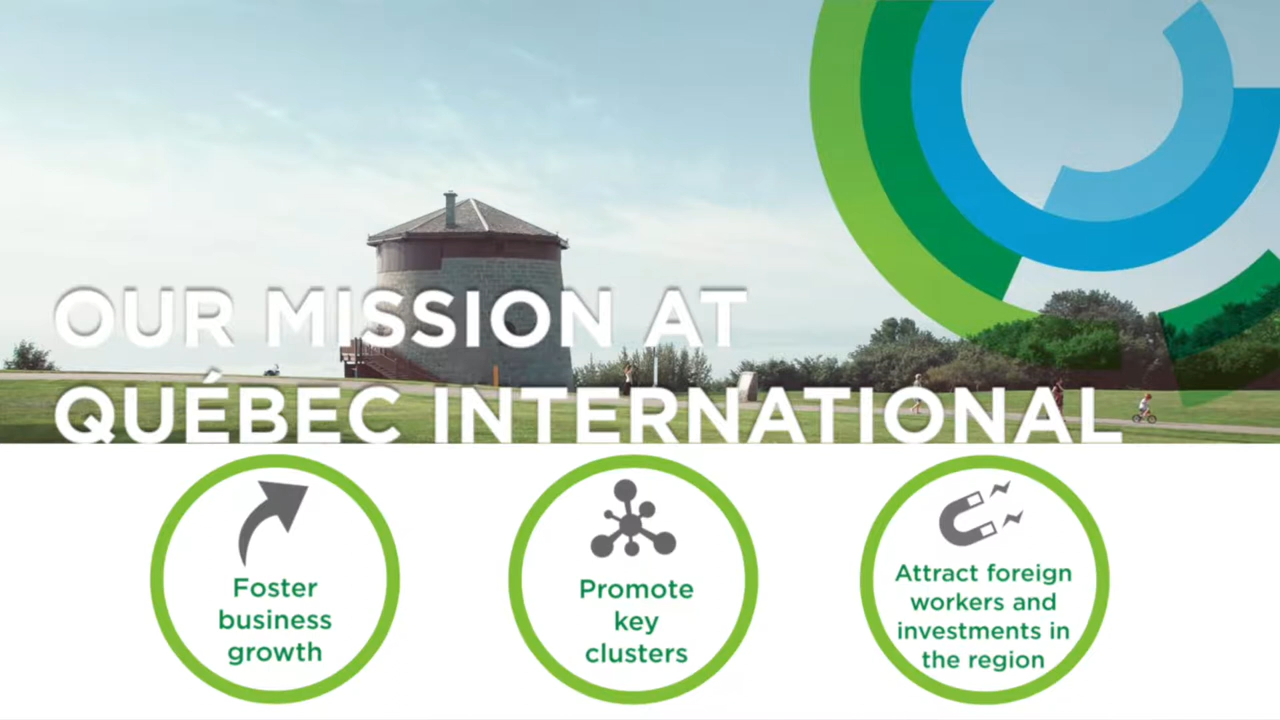 OUR MISSION AT
QUÉBEC INTERNATIONAL
Foster
business
growth
Promote
key
clusters
Attract foreign
workers and
investments in
the region